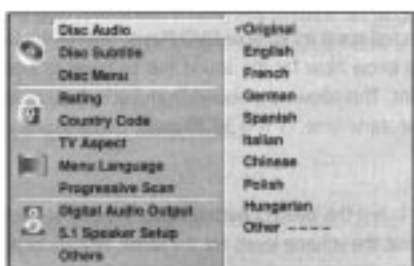 Disc Audio
Disc Subtitle
Disc Menu
Rating
Country Code
TV Aspect
Menu Language
Progressive Scan
Digital Audio Output
5.1 Speaker Setup
Others
Original
English
French
German
Spanish
Italian
Chinese
Polish
Hungarian
Other – – – –